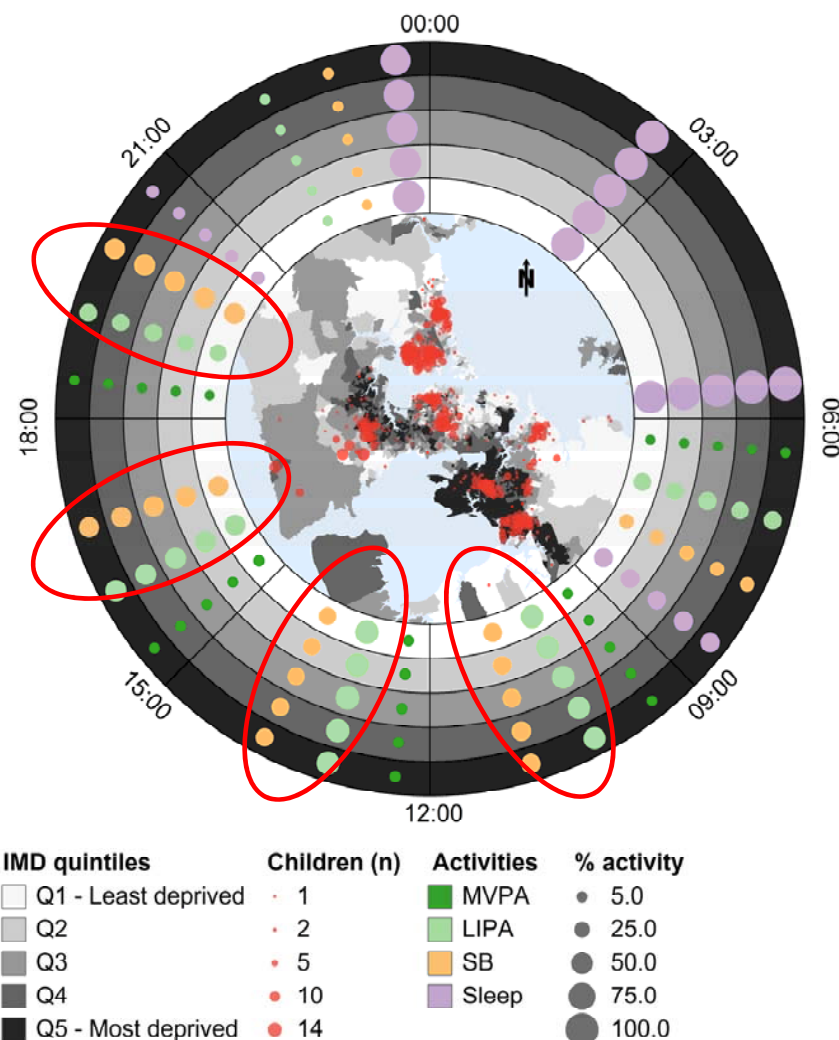 00:00
21:00
03:00
N
18:00
06:00
15:00
09:00
12:00
IMD quintiles
Q1 - Least deprived
Q2
Q3
Q4
Q5 - Most deprived
Children (n)
1
2
5
10
14
Activities
MVPA
LIPA
SB
Sleep
% activity
5.0
25.0
50.0
75.0
100.0